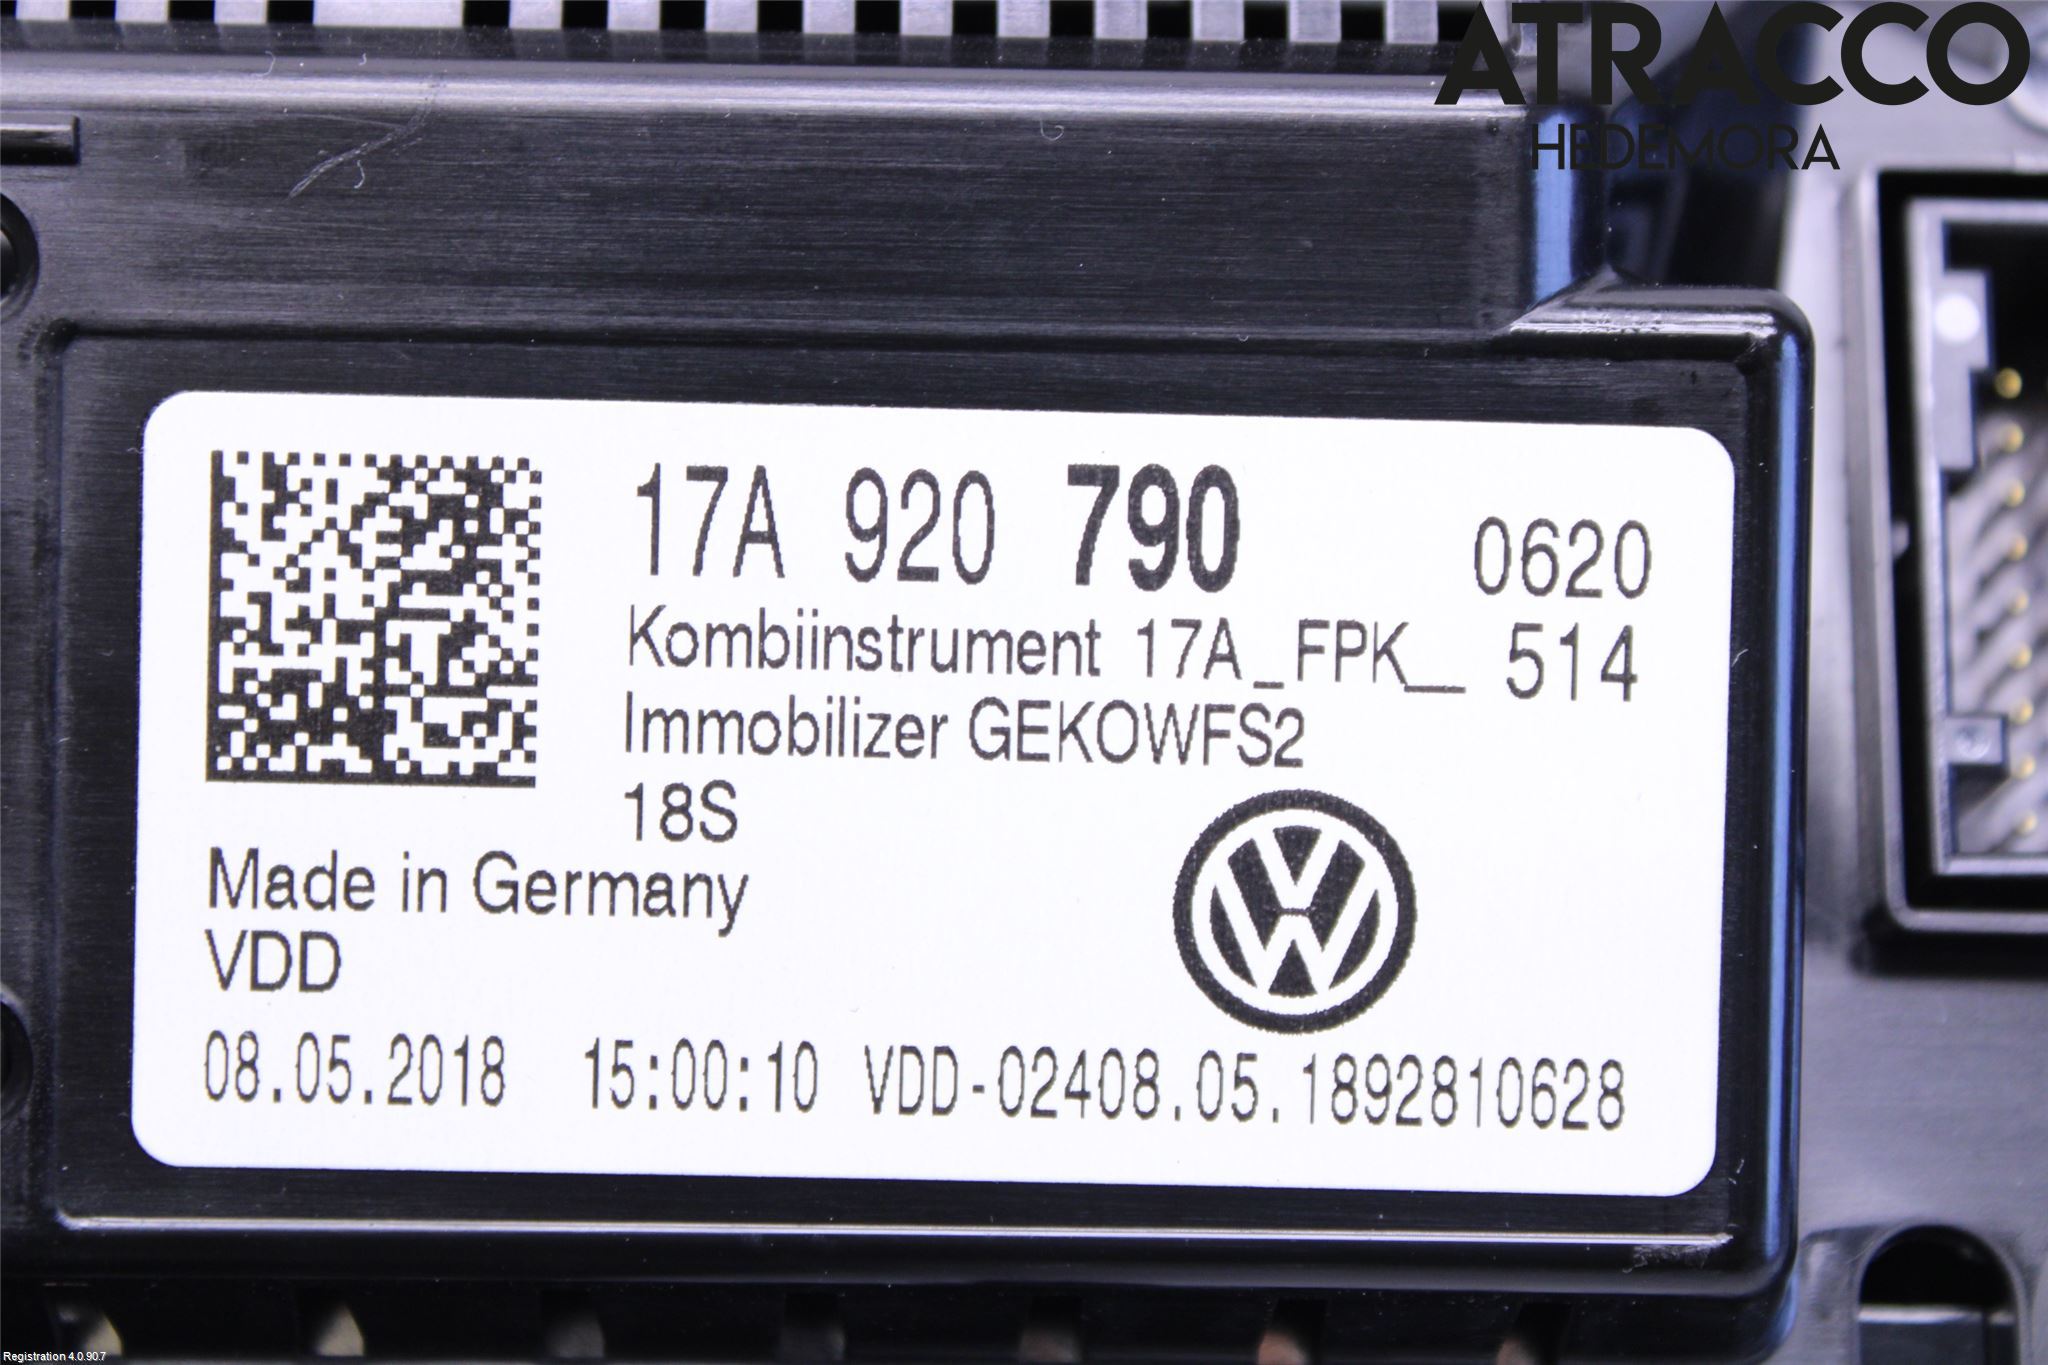 ATRACCO
HEDEMORA
17A 920 790 0620
Kombiinstrument 17A_FPK__ 514
Immobilizer GEKOWFS2
18S
Made in Germany
VDD
08.05.2018 15:00:10 VDD-02408.05.1892810628
Registration 4.0.90.7